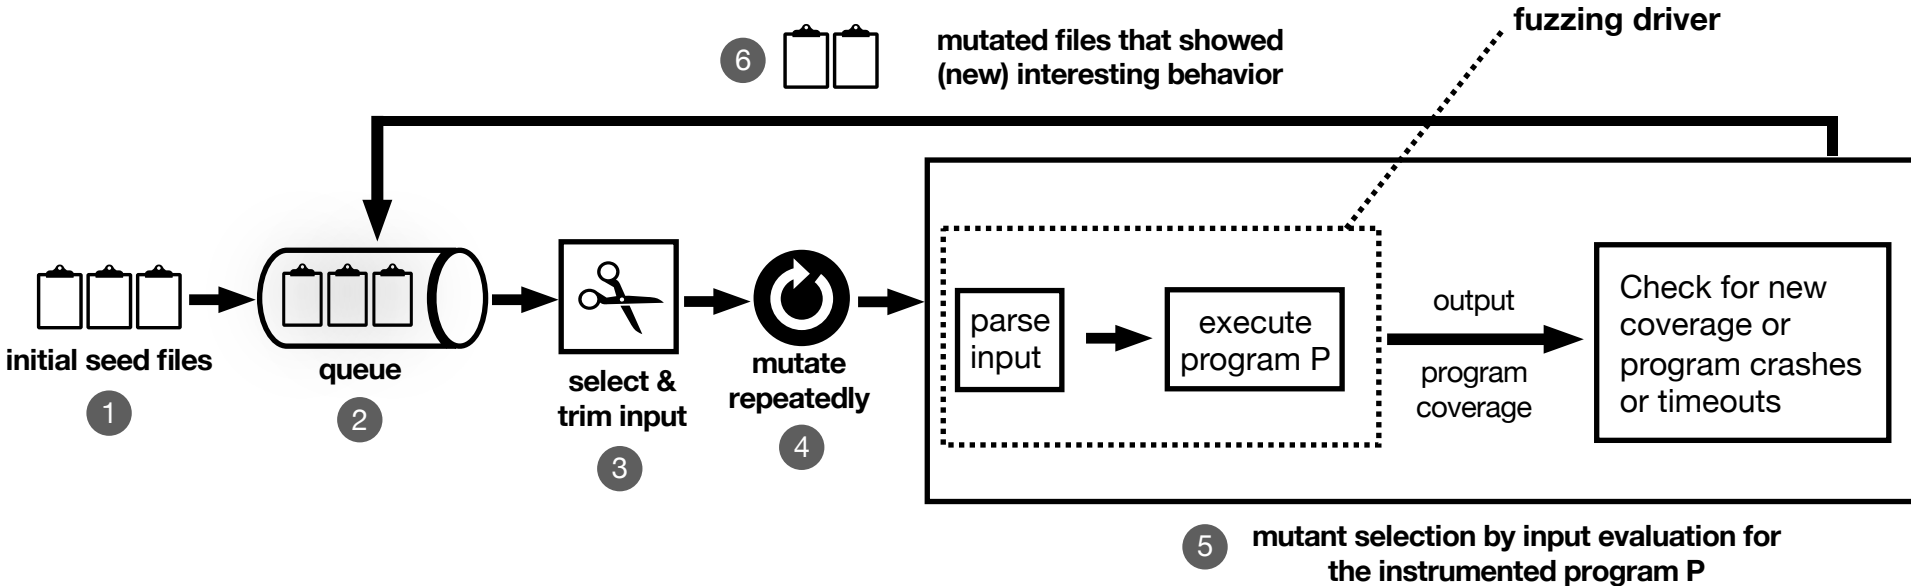 fuzzing driver
6
mutated files that showed
(new) interesting behavior
initial seed files
1
queue
2
select &
trim input
3
mutate
repeatedly
4
parse
input
execute
program P
output
program
coverage
Check for new
coverage or
program crashes
or timeouts
5
mutant selection by input evaluation for
the instrumented program P